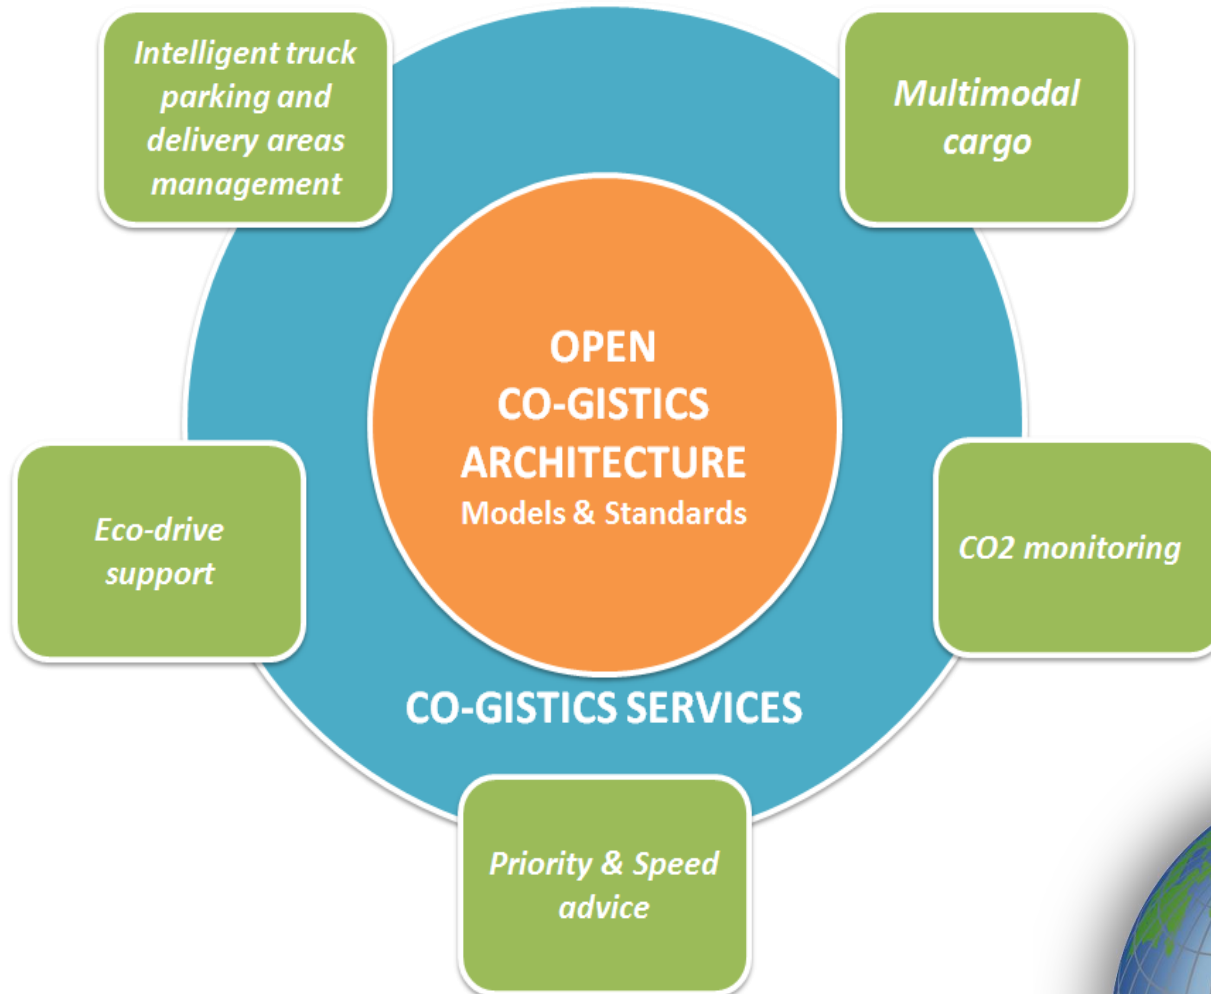 Intelligent truck
parking and
delivery areas
management
Multimodal
cargo
OPEN
CO-GISTICS
ARCHITECTURE
Models & Standards
Eco-drive
support
CO2 monitoring
CO-GISTICS SERVICES
Priority & Speed
advice